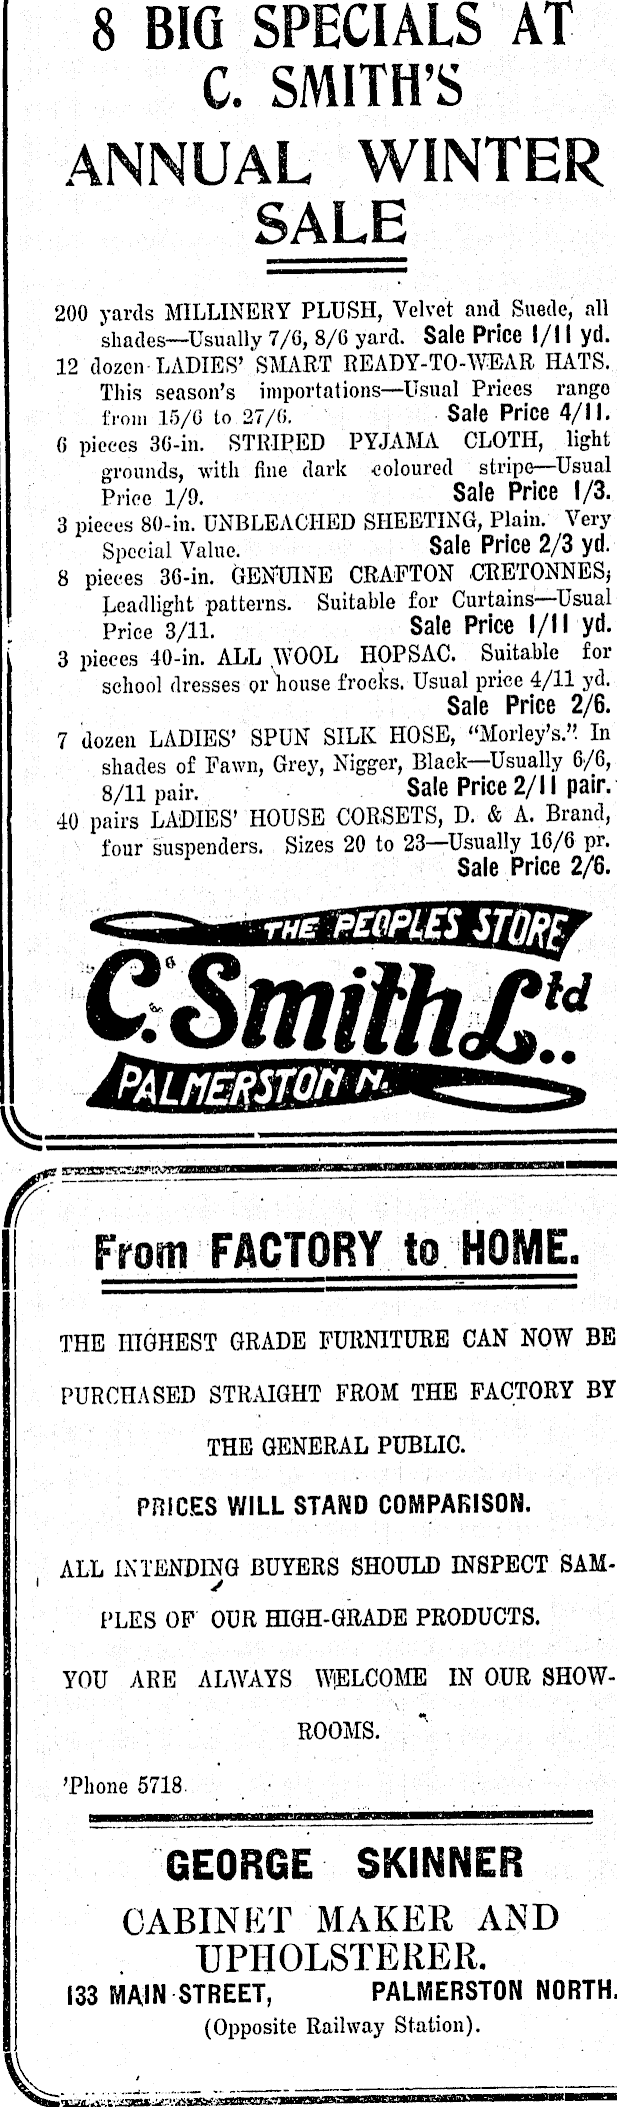 8 BIG SPECIALS AT
C. SMITH'S
ANNUAL WINTER
SALE
200 yards MILLINERY PLUSH, Velvet and Suede, all
shades—Usually 7/6, 8/6 yard. Sale Price 1/11 yd.
12 dozen LADIES' SMART READY-TO-WEAR HATS.
This season's importations—Usual Prices range
from 15/6 to 27/6. Sale Price 4/11.
6 pieces 36-in. STRIPED PYJAMA CLOTH, light
grounds, with fine dark coloured stripe—Usual
Price 1/9. Sale Price 1/3.
3 pieces 80-in. UNBLEACHED SHEETING, Plain. Very
Special Value. Sale Price 2/3 yd.
8 pieces 36-in. GENUINE CRAFTON CRETONNES,
Leadlight patterns. Suitable for Curtains—Usual
Price 3/11. Sale Price 1/11 yd.
3 pieces 40-in. ALL WOOL HOPSAC. Suitable for
school dresses or house frocks. Usual price 4/11 yd.
Sale Price 2/6.
7 dozen LADIES' SPUN SILK HOSE, "Morley's." In
shades of Fawn, Grey, Nigger, Black—Usually 6/6,
8/11 pair. Sale Price 2/11 pair.
40 pairs LADIES' HOUSE CORSETS, D. & A. Brand,
four suspenders. Sizes 20 to 23—Usually 16/6 pr.
Sale Price 2/6.
THE PEOPLES STORE
C. Smith Ltd..
PALMERSTON N.
From FACTORY to HOME.
THE HIGHEST GRADE FURNITURE CAN NOW BE
PURCHASED STRAIGHT FROM THE FACTORY BY
THE GENERAL PUBLIC.
PRICES WILL STAND COMPARISON.
ALL INTENDING BUYERS SHOULD INSPECT SAM-
PLES OF OUR HIGH-GRADE PRODUCTS.
YOU ARE ALWAYS WELCOME IN OUR SHOW-
ROOMS.
'Phone 5718.
GEORGE SKINNER
CABINET MAKER AND
UPHOLSTERER.
133 MAIN STREET, PALMERSTON NORTH.
(Opposite Railway Station).